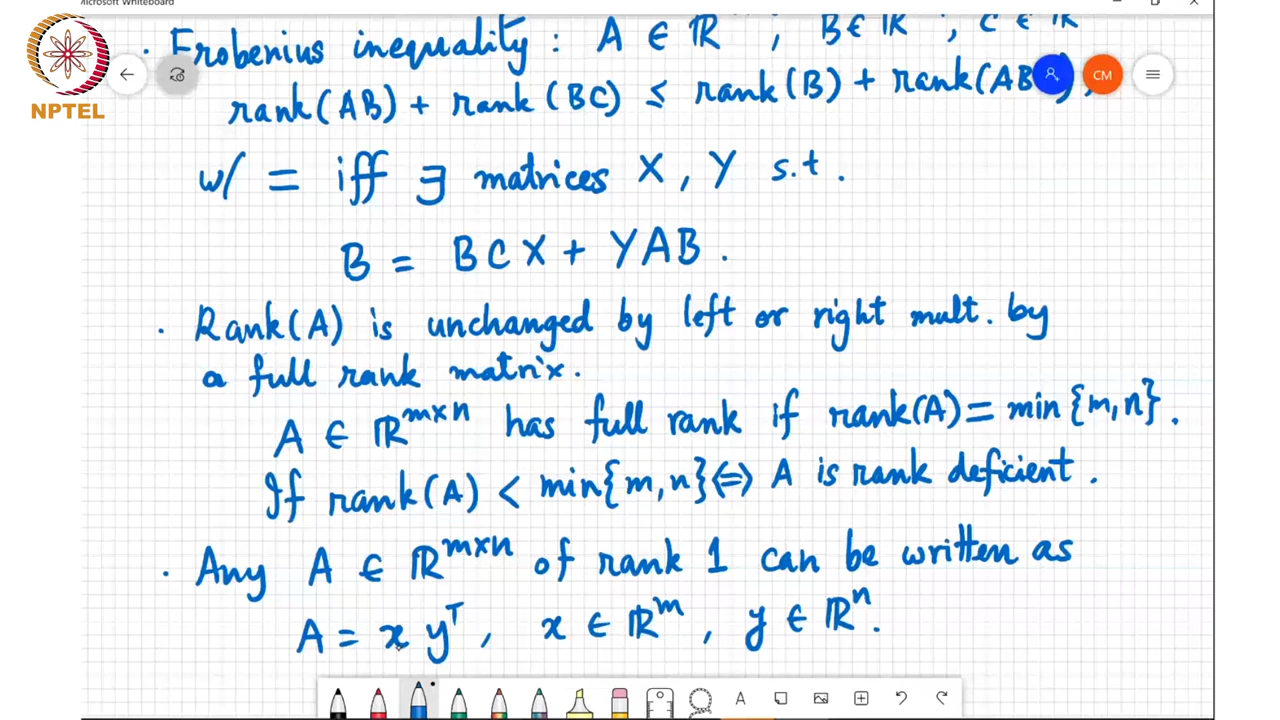 Microsoft Whiteboard
NPTEL
CM
· Frobenius inequality : A ∈ ℝ , B ∈ ℝ , C ∈ ℝ
rank(AB) + rank(BC) ≤ rank(B) + rank(AB
w/ = iff ∃ matrices X, Y s.t.
B = BCX + YAB .
· Rank(A) is unchanged by left or right mult. by
a full rank matrix.
A ∈ ℝ^{m×n} has full rank if rank(A) = min{m,n}.
If rank(A) < min{m,n} ⇔ A is rank deficient.
· Any A ∈ ℝ^{m×n} of rank 1 can be written as
A = x y^T , x ∈ ℝ^m , y ∈ ℝ^n.
A